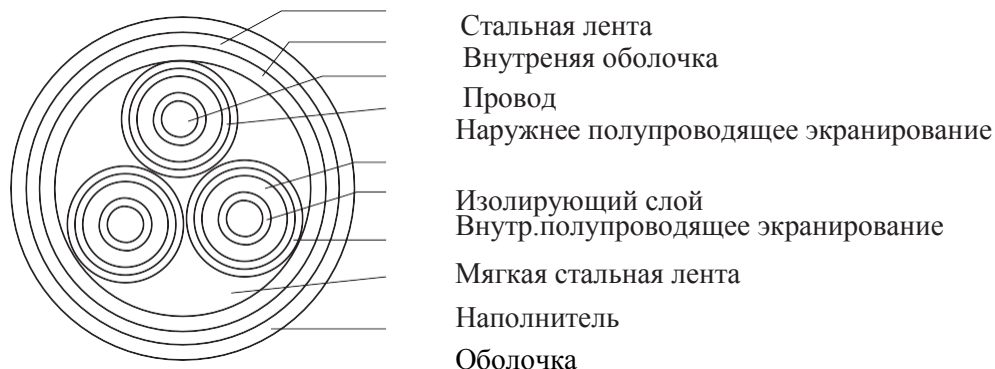 Стальная лента
Внутреняя оболочка
Провод
Наружнее полупроводящее экранирование
Изолирующий слой
Внутр.полупроводящее экранирование
Мягкая стальная лента
Наполнитель
Оболочка